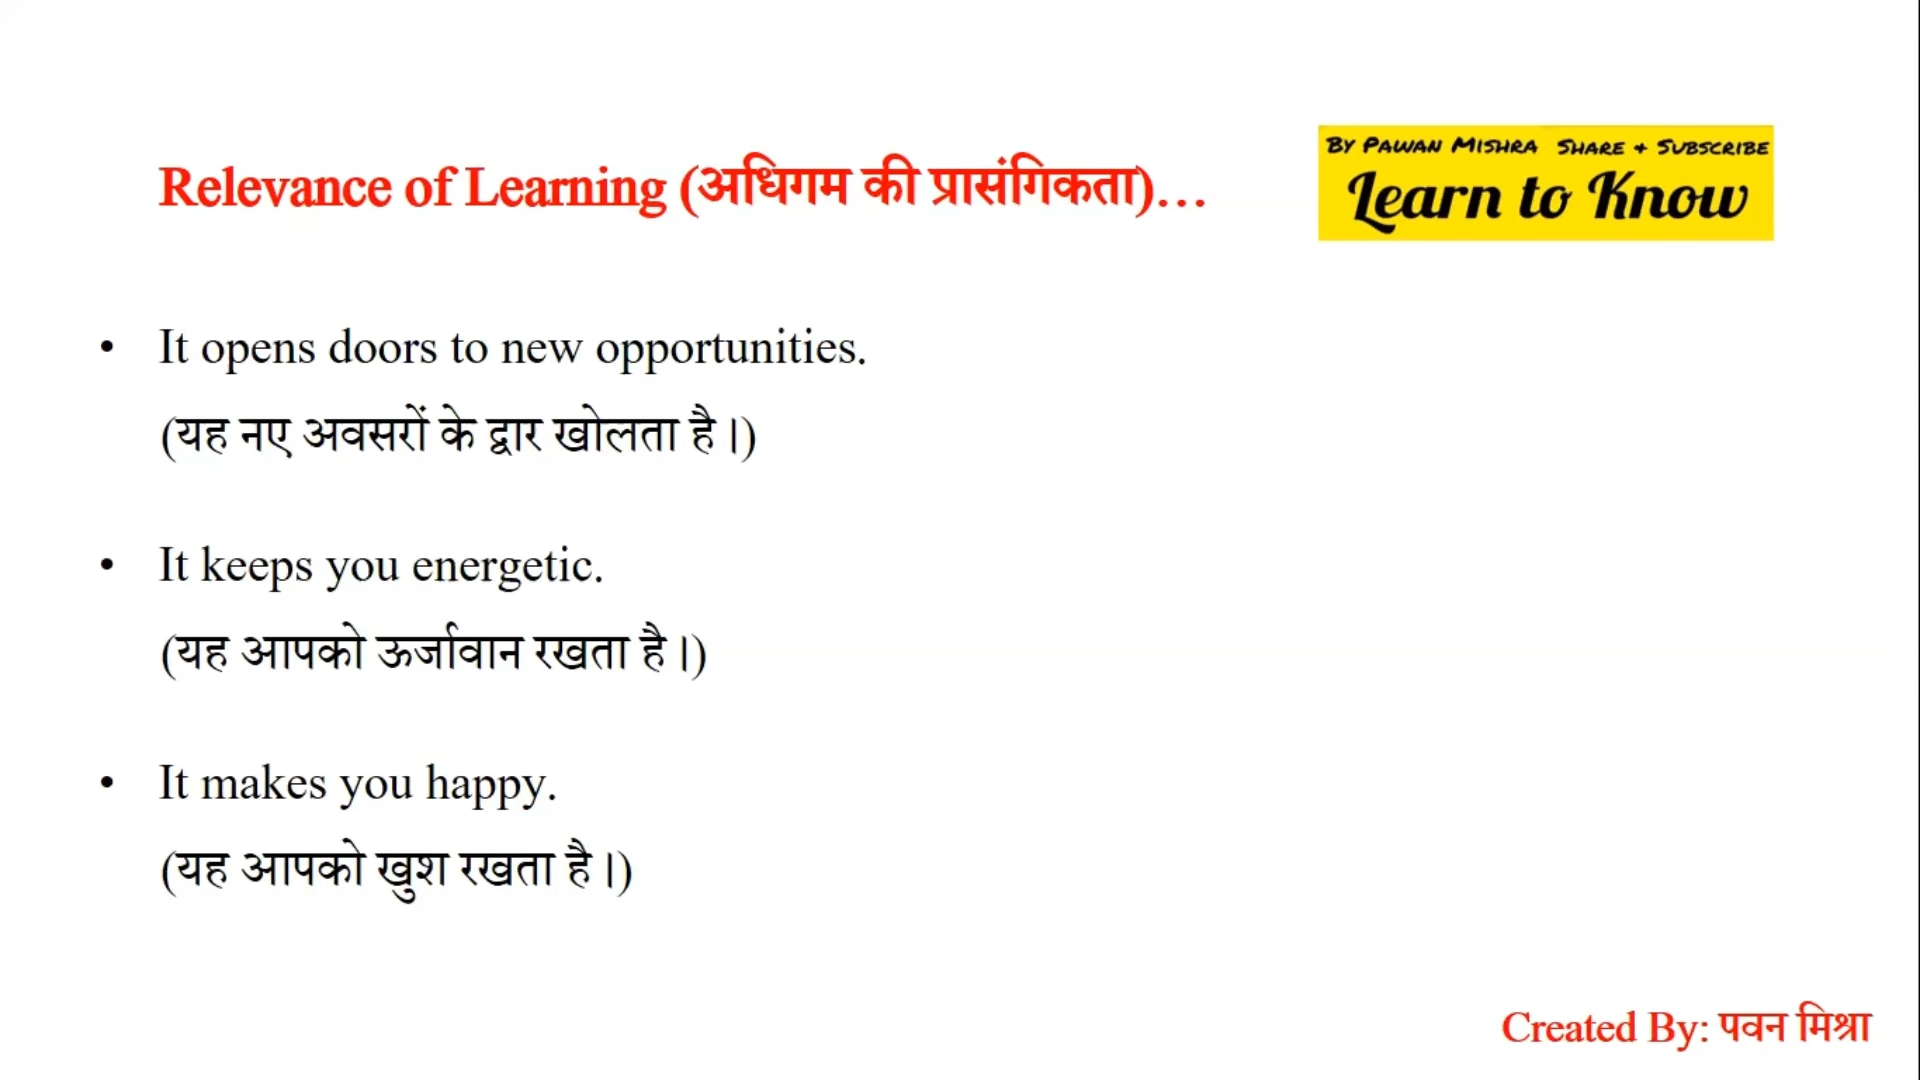 By Pawan Mishra Share + Subscribe
Learn to Know
Relevance of Learning (अधिगम की प्रासंगिकता)…
• It opens doors to new opportunities.
(यह नए अवसरों के द्वार खोलता है।)
• It keeps you energetic.
(यह आपको ऊर्जावान रखता है।)
• It makes you happy.
(यह आपको खुश रखता है।)
Created By: पवन मिश्रा